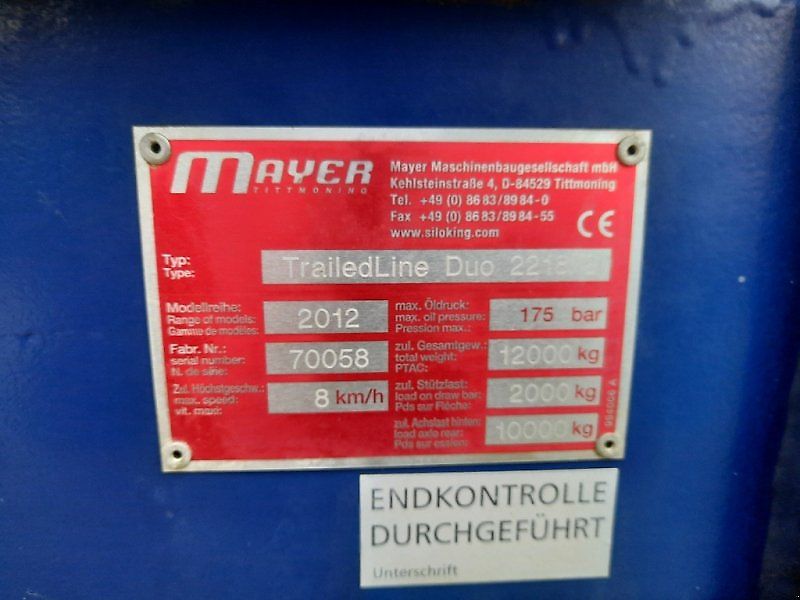 MAYER
TITTMONING
Mayer Maschinenbaugesellschaft mbH
Kehlsteinstraße 4, D-84529 Tittmoning
Tel. +49 (0) 86 83/89 84-0
Fax +49 (0) 86 83/89 84-55
www.siloking.com
CE
Typ:
Type:
TrailedLine Duo 2218
Modellreihe:
Range of models:
Gamme de modèles:
2012
max. Öldruck:
max. oil pressure:
Pression max.:
175 bar
Fabr. Nr.:
serial number:
N. de série:
70058
zul. Gesamtgew.:
total weight:
PTAC:
12000 kg
Zul. Höchstgeschw.:
max. speed:
vit. maxi:
8 km/h
zul. Stützlast:
load on draw bar:
Pds sur Flèche:
2000 kg
zul. Achslast hinten:
load axle rear:
Pds sur essieu:
10000 kg
994066 A
ENDKONTROLLE
DURCHGEFÜHRT
Unterschrift